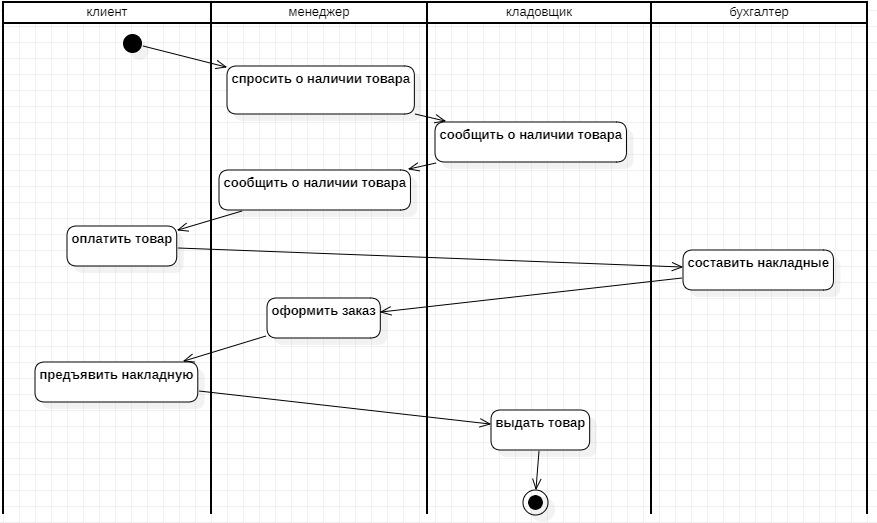 клиент
менеджер
кладовщик
бухгалтер
спросить о наличии товара
сообщить о наличии товара
сообщить о наличии товара
оплатить товар
составить накладные
оформить заказ
предъявить накладную
выдать товар